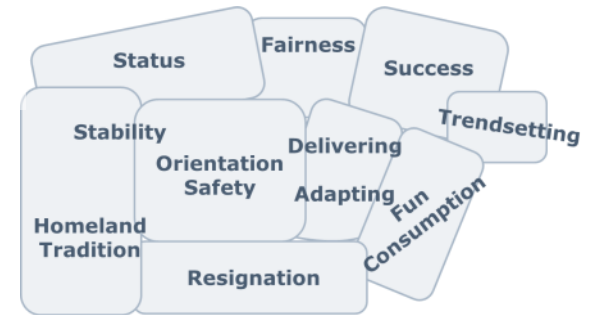 Status
Fairness
Success
Trendsetting
Stability
Orientation
Safety
Delivering
Adapting
Fun
Consumption
Homeland
Tradition
Resignation